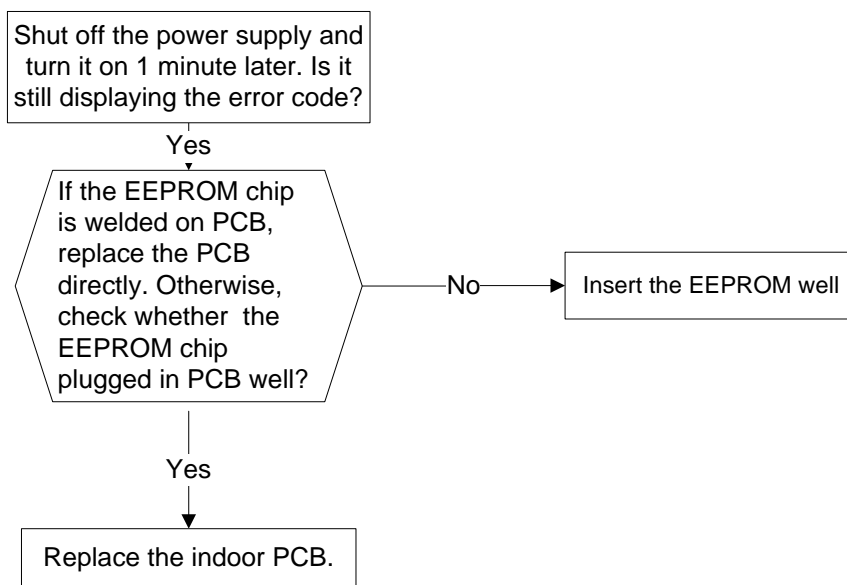 Shut off the power supply and
turn it on 1 minute later. Is it
still displaying the error code?
Yes
If the EEPROM chip
is welded on PCB,
replace the PCB
directly. Otherwise,
check whether the
EEPROM chip
plugged in PCB well?
No
Insert the EEPROM well
Yes
Replace the indoor PCB.